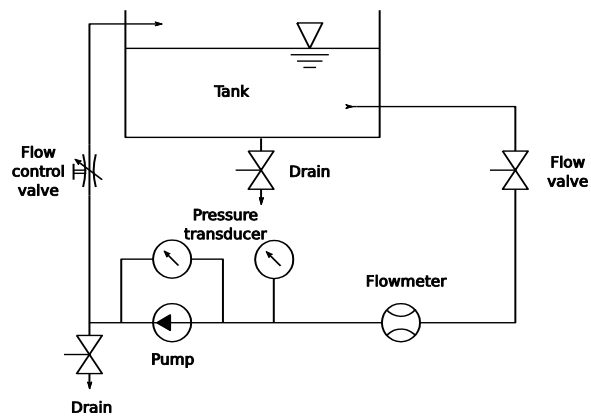 Tank
Flow
control
valve
Drain
Flow
valve
Pressure
transducer
Flowmeter
Pump
Drain